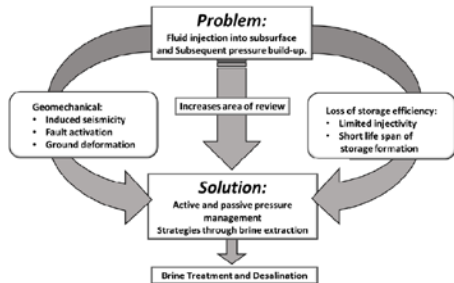 Problem:
Fluid injection into subsurface
and Subsequent pressure build-up.
Geomechanical:
• Induced seismicity
• Fault activation
• Ground deformation
Increases area of review
Loss of storage efficiency:
• Limited injectivity
• Short life span of
storage formation
Solution:
Active and passive pressure
management
Strategies through brine extraction
Brine Treatment and Desalination